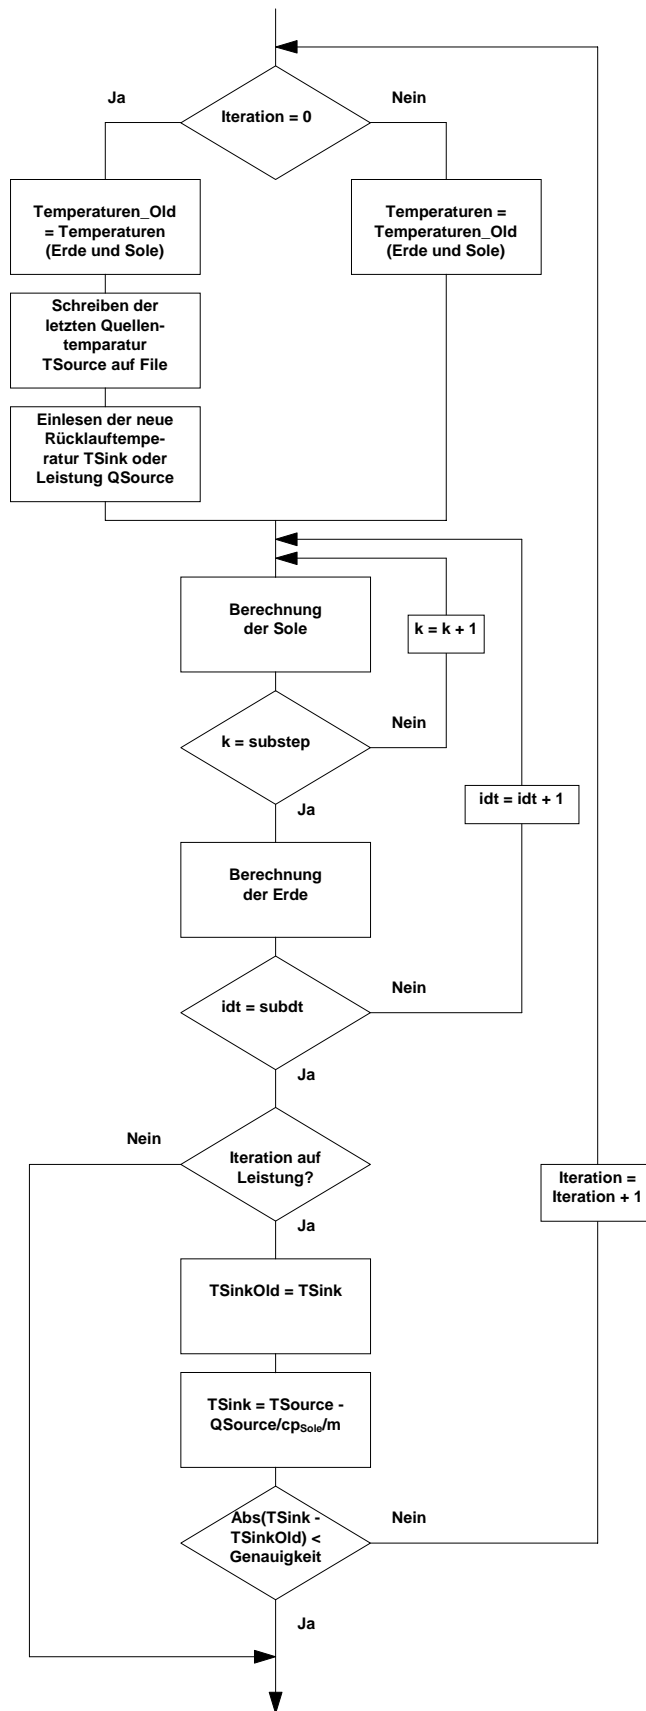 Ja
Nein
Iteration = 0
Temperaturen_Old
= Temperaturen
(Erde und Sole)
Temperaturen =
Temperaturen_Old
(Erde und Sole)
Schreiben der
letzten Quellen-
temparatur
TSource auf File
Einlesen der neue
Rücklauftempe-
ratur TSink oder
Leistung QSource
Berechnung
der Sole
k = k + 1
k = substep
Nein
Ja
idt = idt + 1
Berechnung
der Erde
idt = subdt
Nein
Ja
Nein
Iteration auf
Leistung?
Iteration =
Iteration + 1
Ja
TSinkOld = TSink
TSink = TSource -
QSource/cpSole/m
Abs(TSink -
TSinkOld) <
Genauigkeit
Nein
Ja